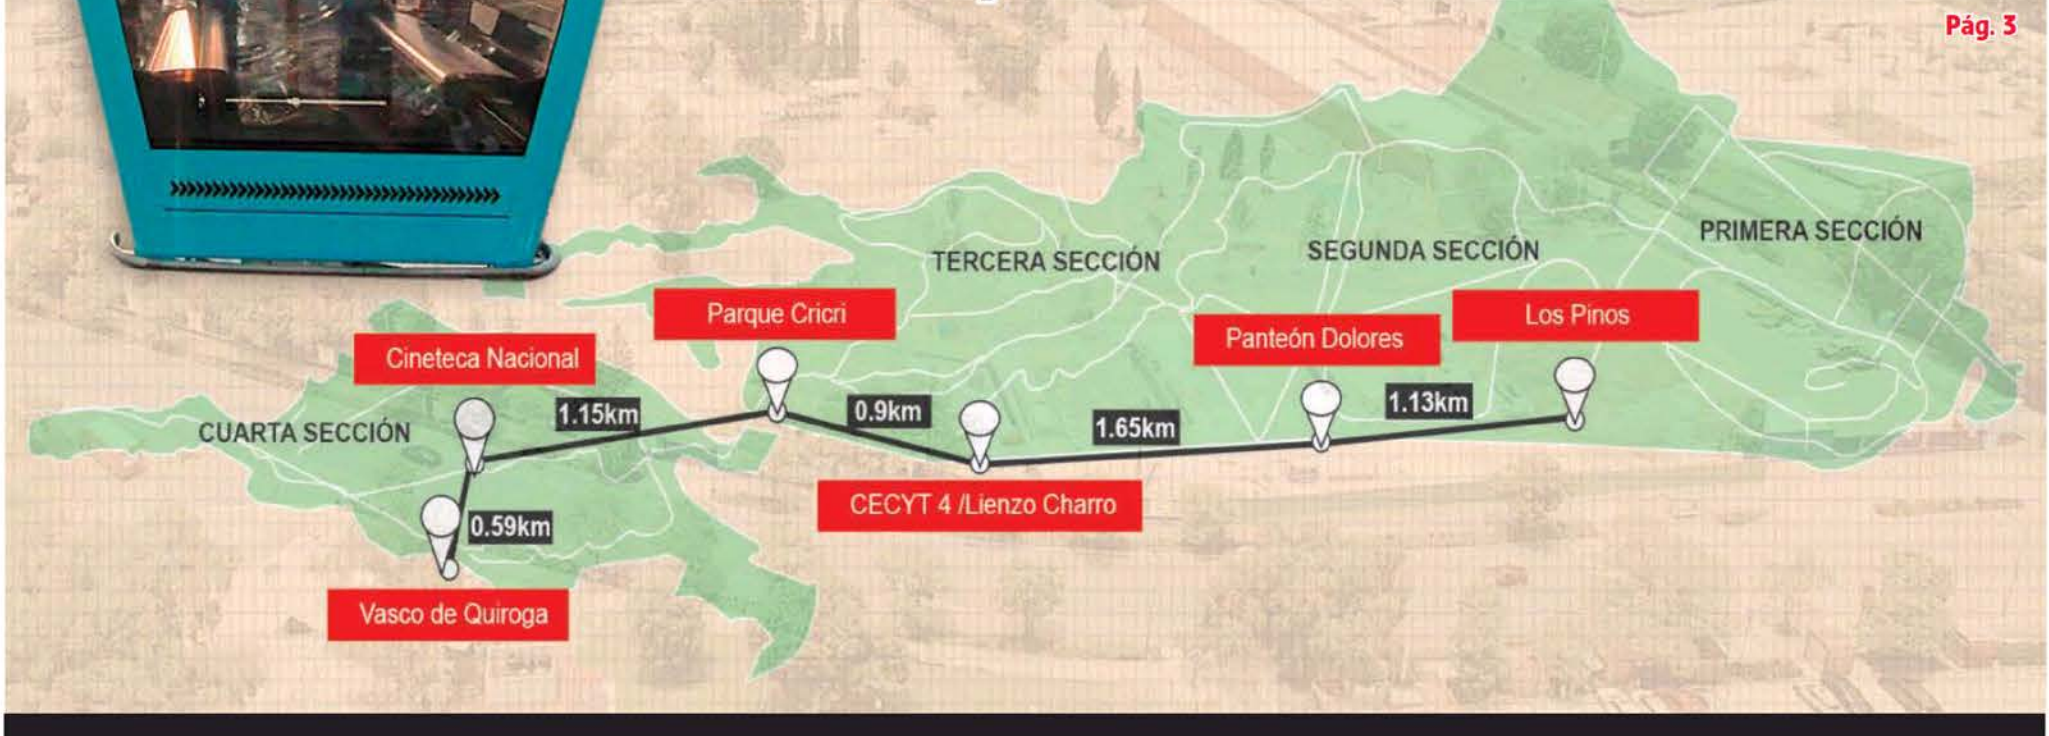 Pág. 3
PRIMERA SECCIÓN
SEGUNDA SECCIÓN
TERCERA SECCIÓN
CUARTA SECCIÓN
Los Pinos
Panteón Dolores
Parque Cricri
Cineteca Nacional
1.13km
1.65km
0.9km
1.15km
CECYT 4 /Lienzo Charro
0.59km
Vasco de Quiroga